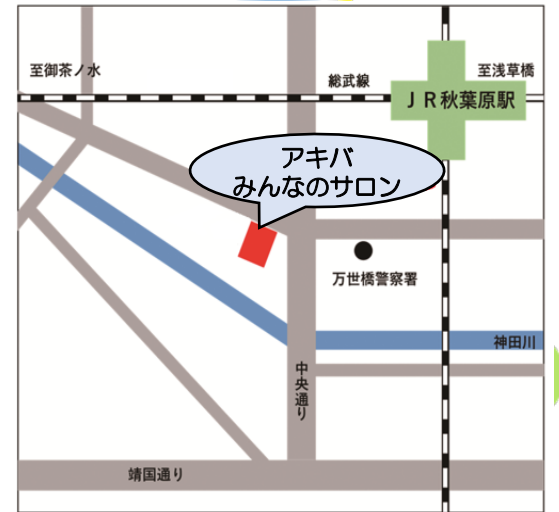 至御茶ノ水
総武線
至浅草橋
ＪＲ秋葉原駅
アキバ
みんなのサロン
万世橋警察署
神田川
中央通り
靖国通り